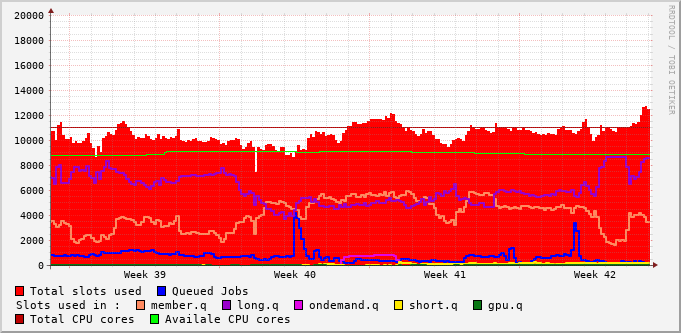 20000
18000
16000
14000
12000
10000
8000
6000
4000
2000
0
Week 39 Week 40 Week 41 Week 42
Total slots used Queued Jobs
Slots used in : member.q long.q ondemand.q short.q gpu.q
Total CPU cores Availale CPU cores
RRDTOOL / TOBI OETIKER